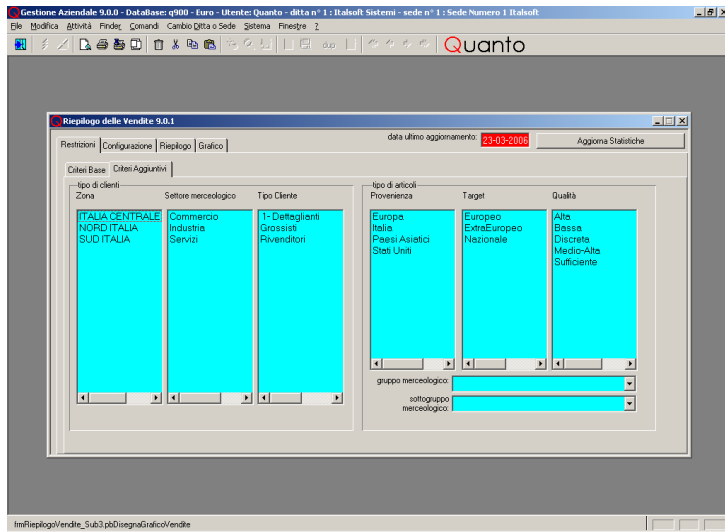 Gestione Aziendale 9.0.0 - DataBase: q900 - Euro - Utente: Quanto - ditta n° 1 : Italsoft Sistemi - sede n° 1 : Sede Numero 1 Italsoft
File Modifica Attività Finder Comandi Cambio Ditta o Sede Sistema Finestre ?
dup Quanto
Riepilogo delle Vendite 9.0.1
Restrizioni Configurazione Riepilogo Grafico data ultimo aggiornamento: 23-03-2006 Aggiorna Statistiche
Criteri Base Criteri Aggiuntivi
tipo di clienti tipo di articoli
Zona Settore merceologico Tipo Cliente Provenienza Target Qualità
ITALIA CENTRALE Commercio 1- Dettaglianti Europa Europeo Alta
NORD ITALIA Industria Grossisti Italia ExtraEuropeo Bassa
SUD ITALIA Servizi Rivenditori Paesi Asiatici Nazionale Discreta
Stati Uniti Medio-Alta
Sufficiente
gruppo merceologico:
sottogruppo
merceologico:
frmRiepilogoVendite_Sub3.pbDisegnaGraficoVendite